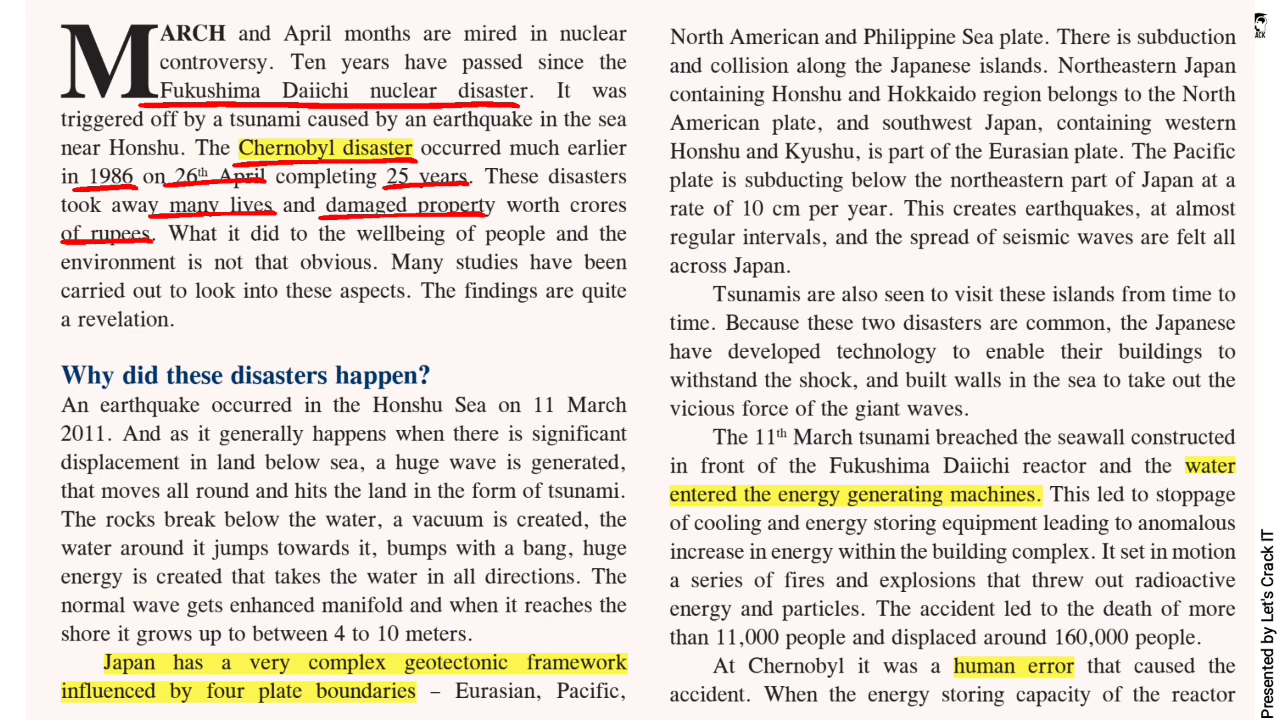 MARCH and April months are mired in nuclear
controversy. Ten years have passed since the
Fukushima Daiichi nuclear disaster. It was
triggered off by a tsunami caused by an earthquake in the sea
near Honshu. The Chernobyl disaster occurred much earlier
in 1986 on 26th April completing 25 years. These disasters
took away many lives and damaged property worth crores
of rupees. What it did to the wellbeing of people and the
environment is not that obvious. Many studies have been
carried out to look into these aspects. The findings are quite
a revelation.
Why did these disasters happen?
An earthquake occurred in the Honshu Sea on 11 March
2011. And as it generally happens when there is significant
displacement in land below sea, a huge wave is generated,
that moves all round and hits the land in the form of tsunami.
The rocks break below the water, a vacuum is created, the
water around it jumps towards it, bumps with a bang, huge
energy is created that takes the water in all directions. The
normal wave gets enhanced manifold and when it reaches the
shore it grows up to between 4 to 10 meters.
Japan has a very complex geotectonic framework
influenced by four plate boundaries – Eurasian, Pacific,
North American and Philippine Sea plate. There is subduction
and collision along the Japanese islands. Northeastern Japan
containing Honshu and Hokkaido region belongs to the North
American plate, and southwest Japan, containing western
Honshu and Kyushu, is part of the Eurasian plate. The Pacific
plate is subducting below the northeastern part of Japan at a
rate of 10 cm per year. This creates earthquakes, at almost
regular intervals, and the spread of seismic waves are felt all
across Japan.
Tsunamis are also seen to visit these islands from time to
time. Because these two disasters are common, the Japanese
have developed technology to enable their buildings to
withstand the shock, and built walls in the sea to take out the
vicious force of the giant waves.
The 11th March tsunami breached the seawall constructed
in front of the Fukushima Daiichi reactor and the water
entered the energy generating machines. This led to stoppage
of cooling and energy storing equipment leading to anomalous
increase in energy within the building complex. It set in motion
a series of fires and explosions that threw out radioactive
energy and particles. The accident led to the death of more
than 11,000 people and displaced around 160,000 people.
At Chernobyl it was a human error that caused the
accident. When the energy storing capacity of the reactor
Presented by Let's Crack IT